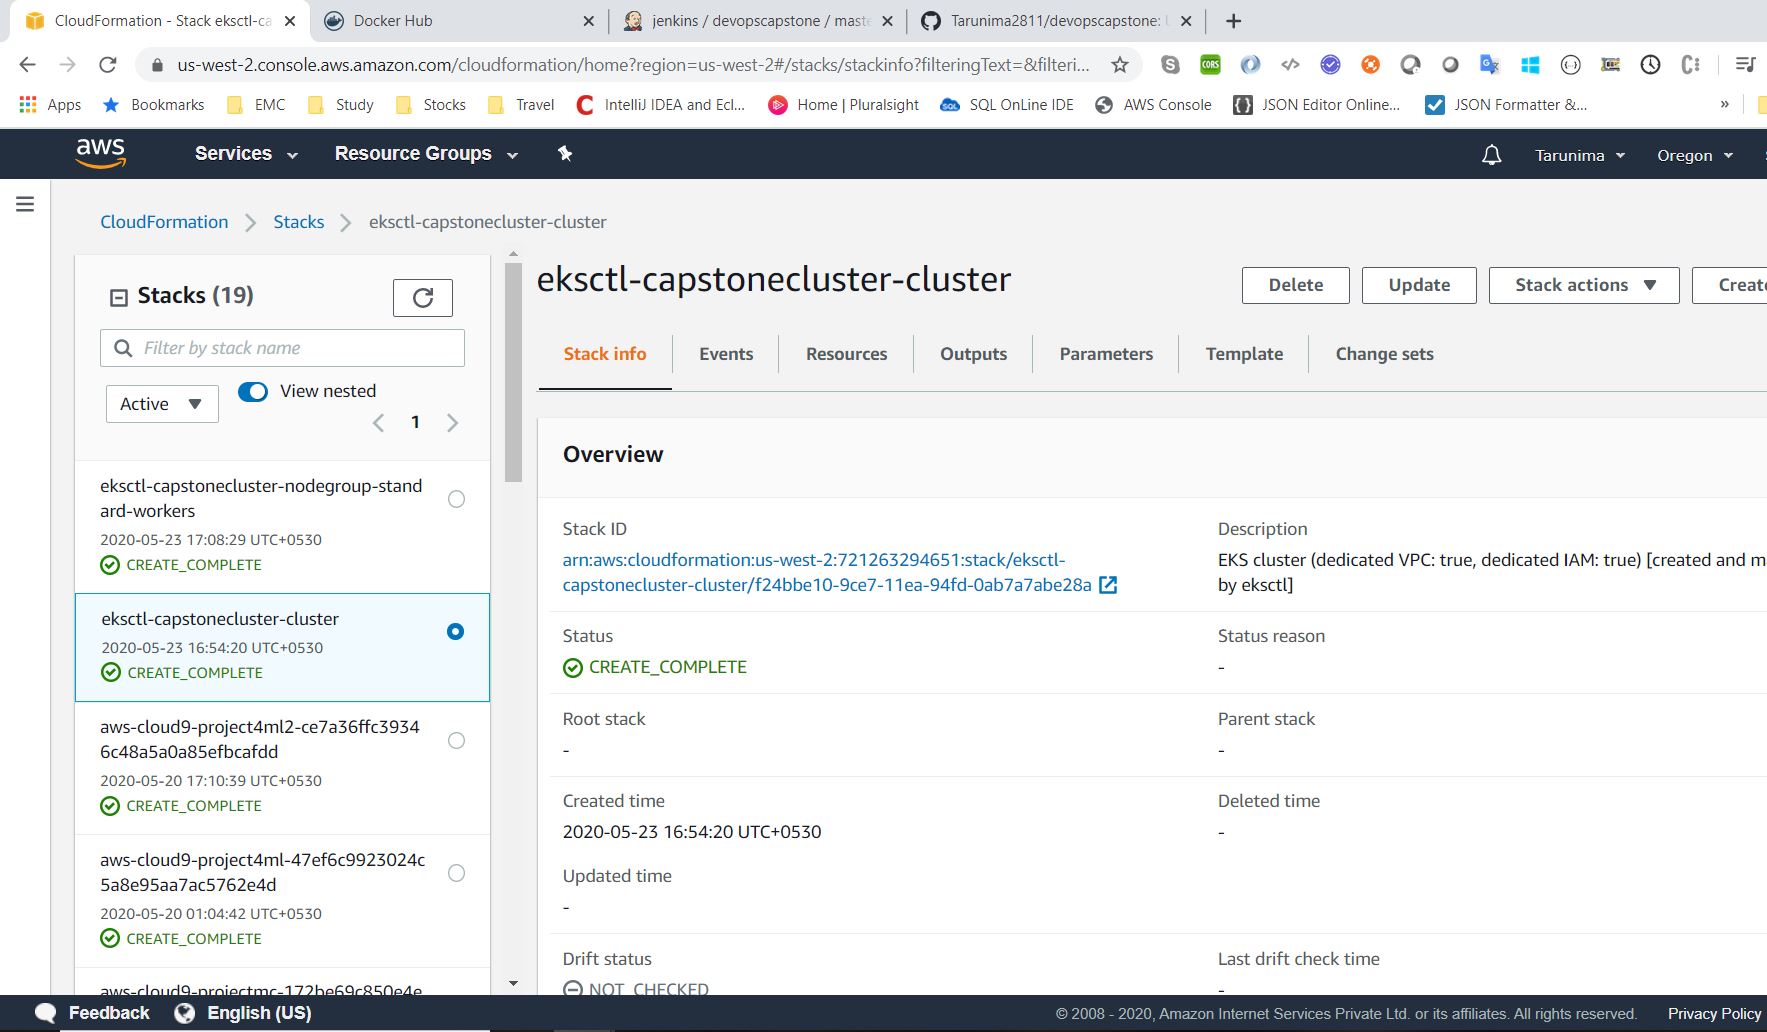 CloudFormation - Stack eksctl-ca
Docker Hub
jenkins / devopscapstone / maste
Tarunima2811/devopscapstone:
us-west-2.console.aws.amazon.com/cloudformation/home?region=us-west-2#/stacks/stackinfo?filteringText=&filteri...
Apps
Bookmarks
EMC
Study
Stocks
Travel
IntelliJ IDEA and Ecl...
Home | Pluralsight
SQL OnLine IDE
AWS Console
JSON Editor Online...
JSON Formatter &...
»
aws
Services
Resource Groups
Tarunima
Oregon
CloudFormation
Stacks
eksctl-capstonecluster-cluster
Stacks (19)
Filter by stack name
Active
View nested
1
eksctl-capstonecluster-nodegroup-stand
ard-workers
2020-05-23 17:08:29 UTC+0530
CREATE_COMPLETE
eksctl-capstonecluster-cluster
2020-05-23 16:54:20 UTC+0530
CREATE_COMPLETE
aws-cloud9-project4ml2-ce7a36ffc3934
6c48a5a0a85efbcafdd
2020-05-20 17:10:39 UTC+0530
CREATE_COMPLETE
aws-cloud9-project4ml-47ef6c9923024c
5a8e95aa7ac5762e4d
2020-05-20 01:04:42 UTC+0530
CREATE_COMPLETE
aws-cloud9-projectmc-172be69c850e4e
eksctl-capstonecluster-cluster
Delete
Update
Stack actions
Create
Stack info
Events
Resources
Outputs
Parameters
Template
Change sets
Overview
Stack ID
arn:aws:cloudformation:us-west-2:721263294651:stack/eksctl-
capstonecluster-cluster/f24bbe10-9ce7-11ea-94fd-0ab7a7abe28a
Description
EKS cluster (dedicated VPC: true, dedicated IAM: true) [created and m
by eksctl]
Status
CREATE_COMPLETE
Status reason
-
Root stack
-
Parent stack
-
Created time
2020-05-23 16:54:20 UTC+0530
Deleted time
-
Updated time
-
Drift status
NOT_CHECKED
Last drift check time
-
Feedback
English (US)
© 2008 - 2020, Amazon Internet Services Private Ltd. or its affiliates. All rights reserved.
Privacy Policy